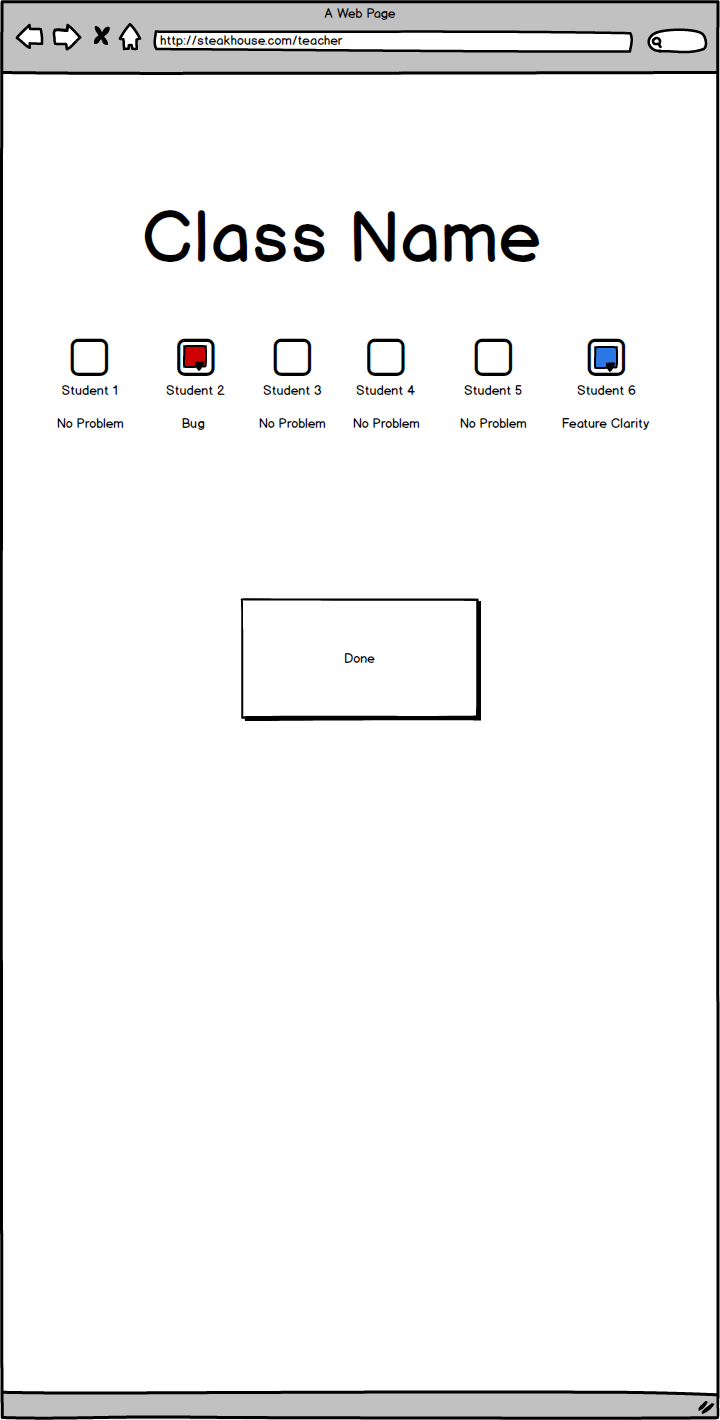 A Web Page
http://steakhouse.com/teacher
Class Name
Student 1 Student 2 Student 3 Student 4 Student 5 Student 6
No Problem Bug No Problem No Problem No Problem Feature Clarity
Done